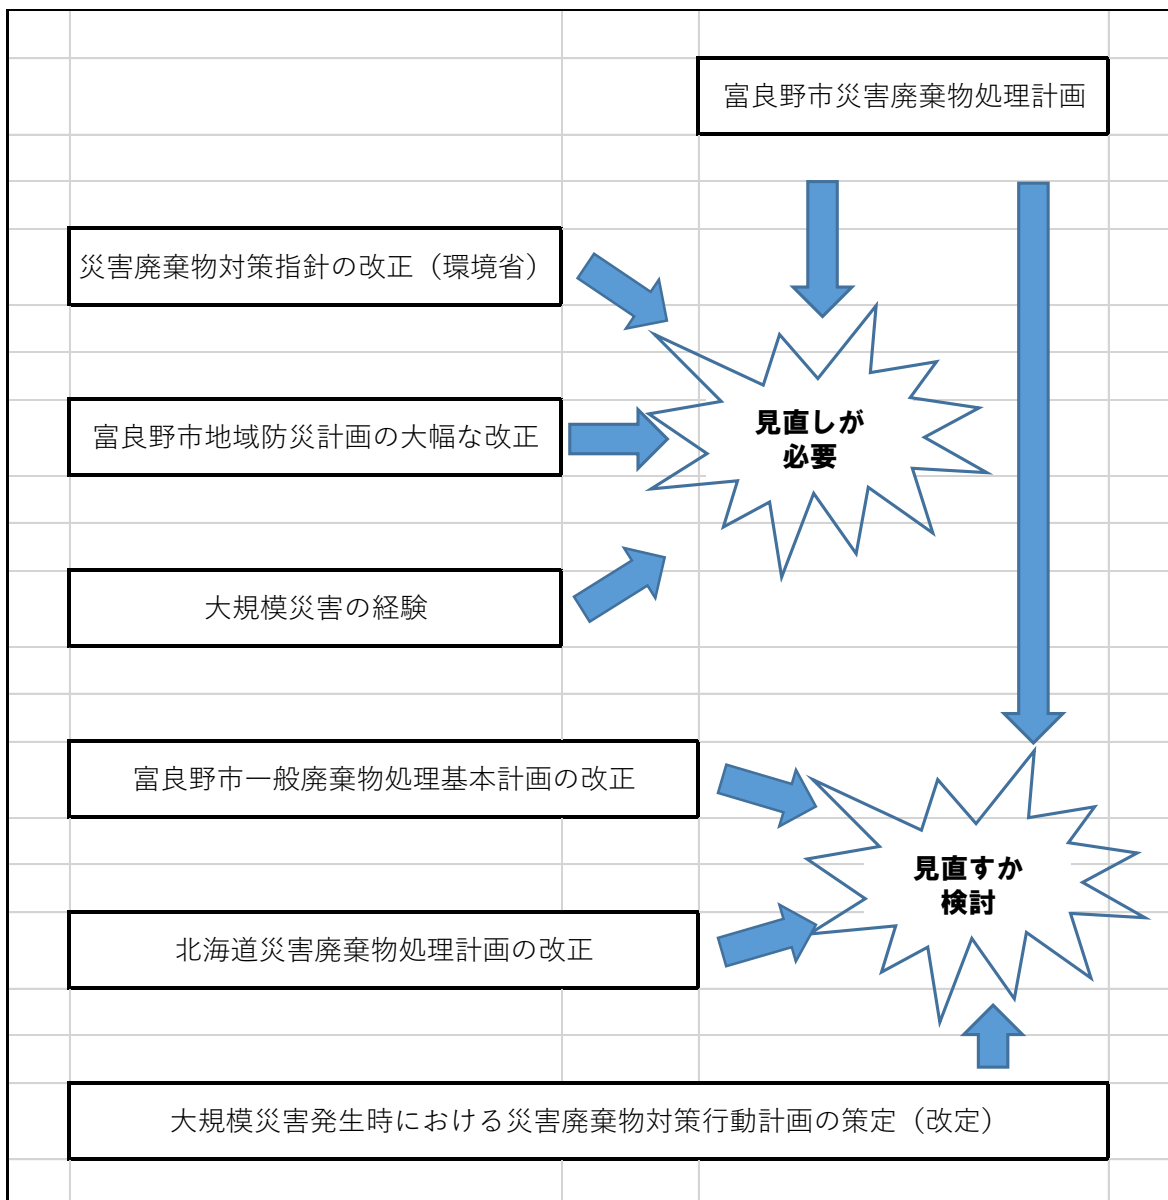 富良野市災害廃棄物処理計画
災害廃棄物対策指針の改正（環境省）
富良野市地域防災計画の大幅な改正
見直しが
必要
大規模災害の経験
富良野市一般廃棄物処理基本計画の改正
見直すか
検討
北海道災害廃棄物処理計画の改正
大規模災害発生時における災害廃棄物対策行動計画の策定（改定）